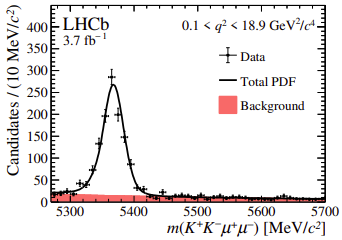 LHCb
3.7 fb⁻¹
0.1 < q² < 18.9 GeV²/c⁴
Data
Total PDF
Background
Candidates / (10 MeV/c²)
400
350
300
250
200
150
100
50
0
5300 5400 5500 5600 5700
m(K⁺K⁻μ⁺μ⁻) [MeV/c²]